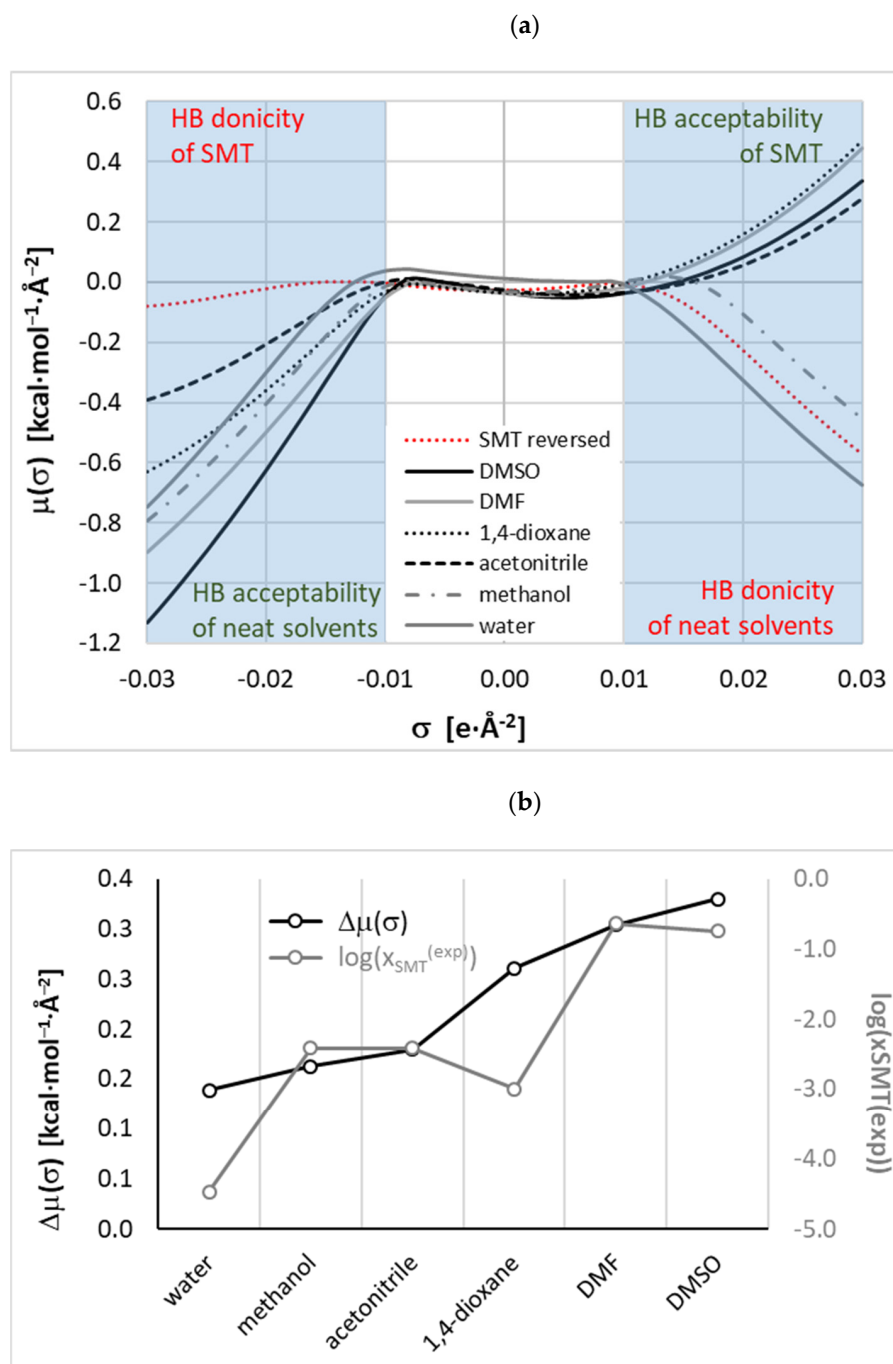 (a)
HB donicity
of SMT
HB acceptability
of SMT
0.6
0.4
0.2
0.0
-0.2
-0.4
-0.6
-0.8
-1.0
-1.2
μ(σ) [kcal·mol⁻¹·Å⁻²]
SMT reversed
DMSO
DMF
1,4-dioxane
acetonitrile
methanol
water
HB acceptability
of neat solvents
HB donicity
of neat solvents
-0.03 -0.02 -0.01 0.00 0.01 0.02 0.03
σ [e·Å⁻²]
(b)
0.4
0.3
0.3
0.2
0.2
0.1
0.1
0.0
Δμ(σ) [kcal·mol⁻¹·Å⁻²]
Δμ(σ)
log(x_SMT^(exp))
0.0
-1.0
-2.0
-3.0
-4.0
-5.0
log(xSMT(exp))
water
methanol
acetonitrile
1,4-dioxane
DMF
DMSO